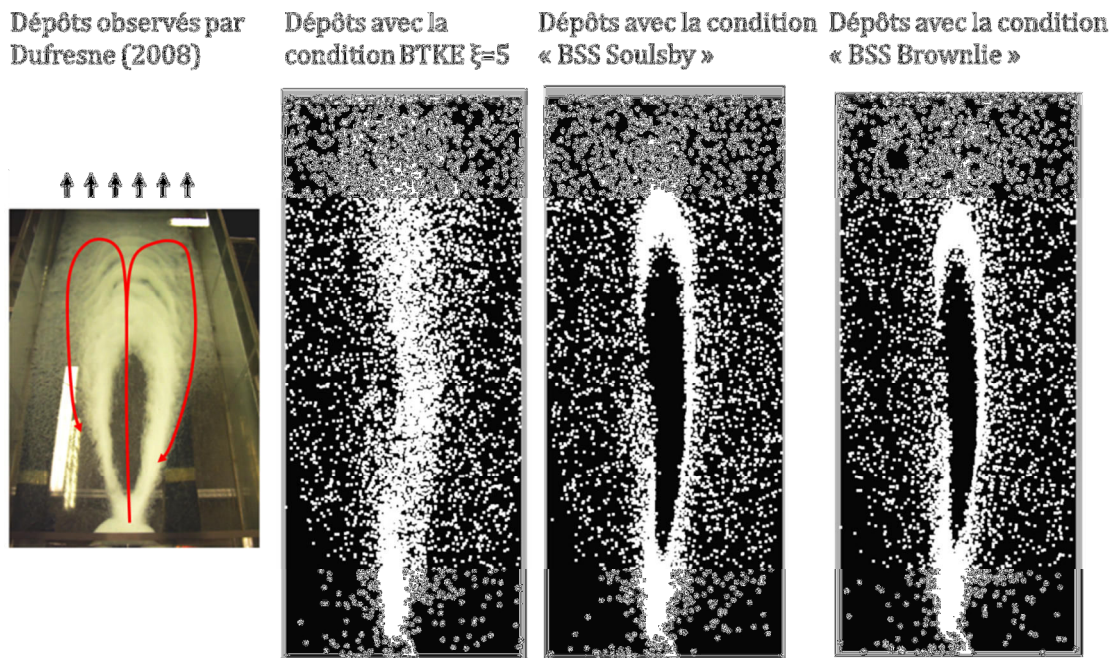 Dépôts observés par
Dufresne (2008)
Dépôts avec la
condition BTKE ξ=5
Dépôts avec la condition
« BSS Soulsby »
Dépôts avec la condition
« BSS Brownlie »